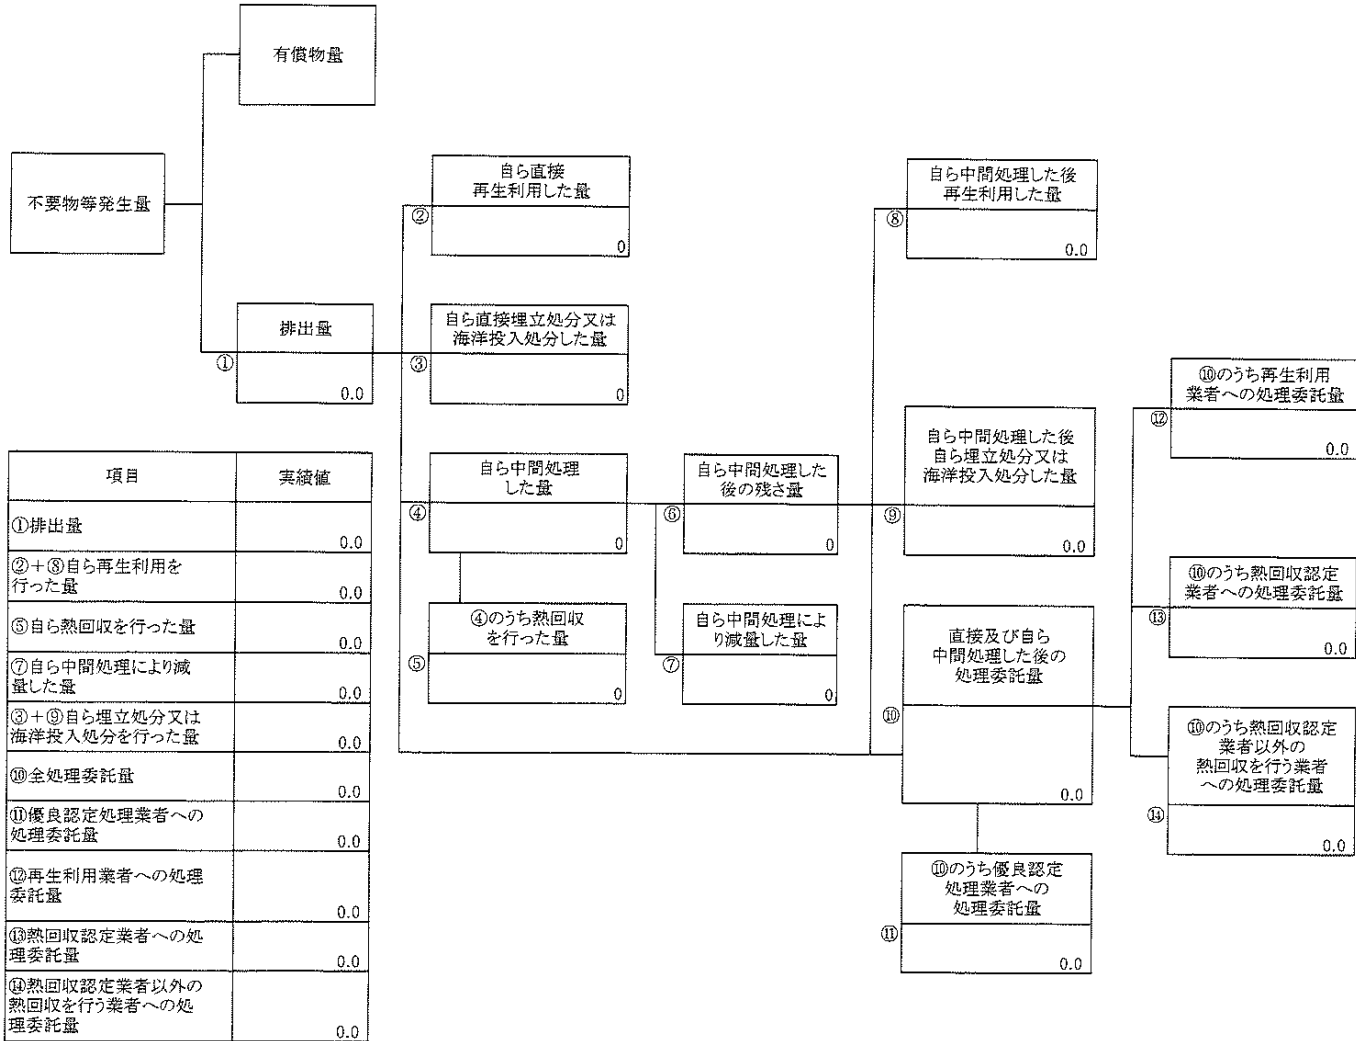 有償物量
不要物等発生量
自ら直接
再生利用した量
②
0
自ら中間処理した後
再生利用した量
⑧
0.0
排出量
①
0.0
自ら直接埋立処分又は
海洋投入処分した量
③
0
⑩のうち再生利用
業者への処理委託量
⑫
0.0
自ら中間処理
した量
④
0
自ら中間処理した
後の残さ量
⑥
0
自ら中間処理した後
自ら埋立処分又は
海洋投入処分した量
⑨
0.0
④のうち熱回収
を行った量
⑤
0
自ら中間処理によ
り減量した量
⑦
0
直接及び自ら
中間処理した後の
処理委託量
⑩
0.0
⑩のうち熱回収認定
業者への処理委託量
⑬
0.0
⑩のうち熱回収認定
業者以外の
熱回収を行う業者
への処理委託量
⑭
0.0
⑩のうち優良認定
処理業者への
処理委託量
⑪
0.0
項目 実績値
①排出量
0.0
②+⑧自ら再生利用を
行った量
0.0
⑤自ら熱回収を行った量
0.0
⑦自ら中間処理により減
量した量
0.0
③+⑨自ら埋立処分又は
海洋投入処分を行った量
0.0
⑩全処理委託量
0.0
⑪優良認定処理業者への
処理委託量
0.0
⑫再生利用業者への処理
委託量
0.0
⑬熱回収認定業者への処
理委託量
0.0
⑭熱回収認定業者以外の
熱回収を行う業者への処
理委託量
0.0